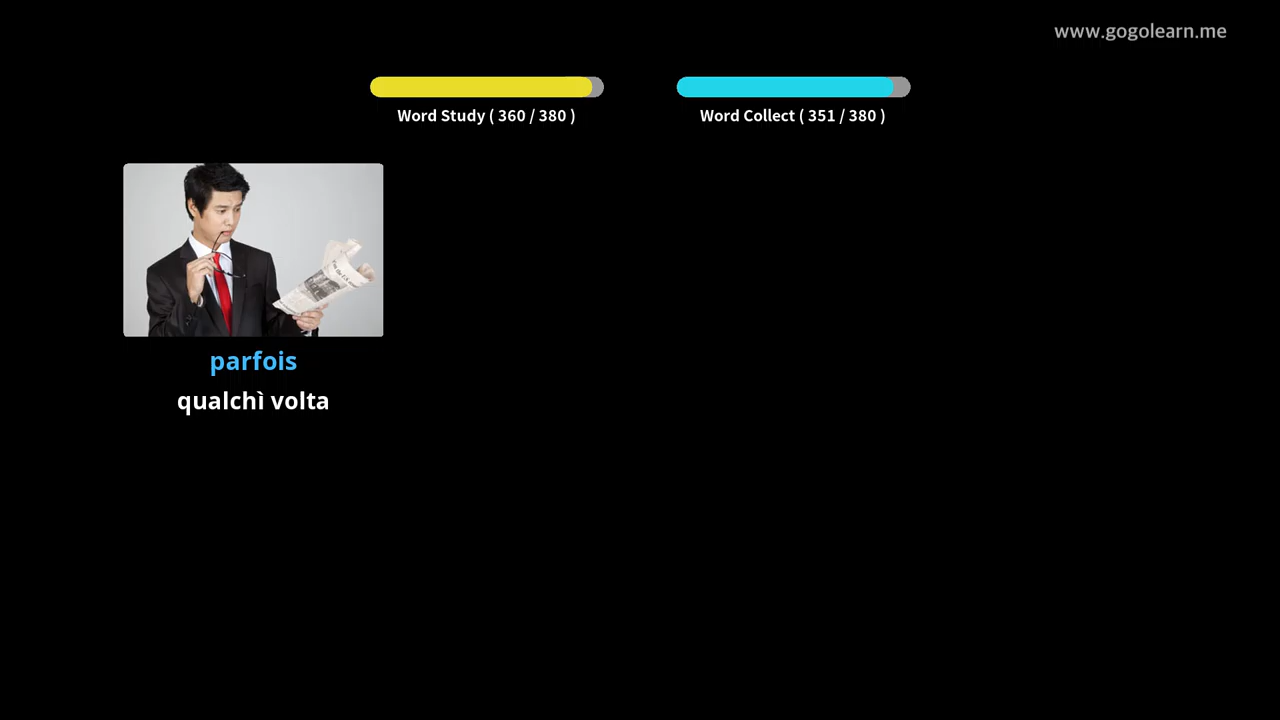 www.gogolearn.me
Word Study ( 360 / 380 )
Word Collect ( 351 / 380 )
parfois
qualchì volta